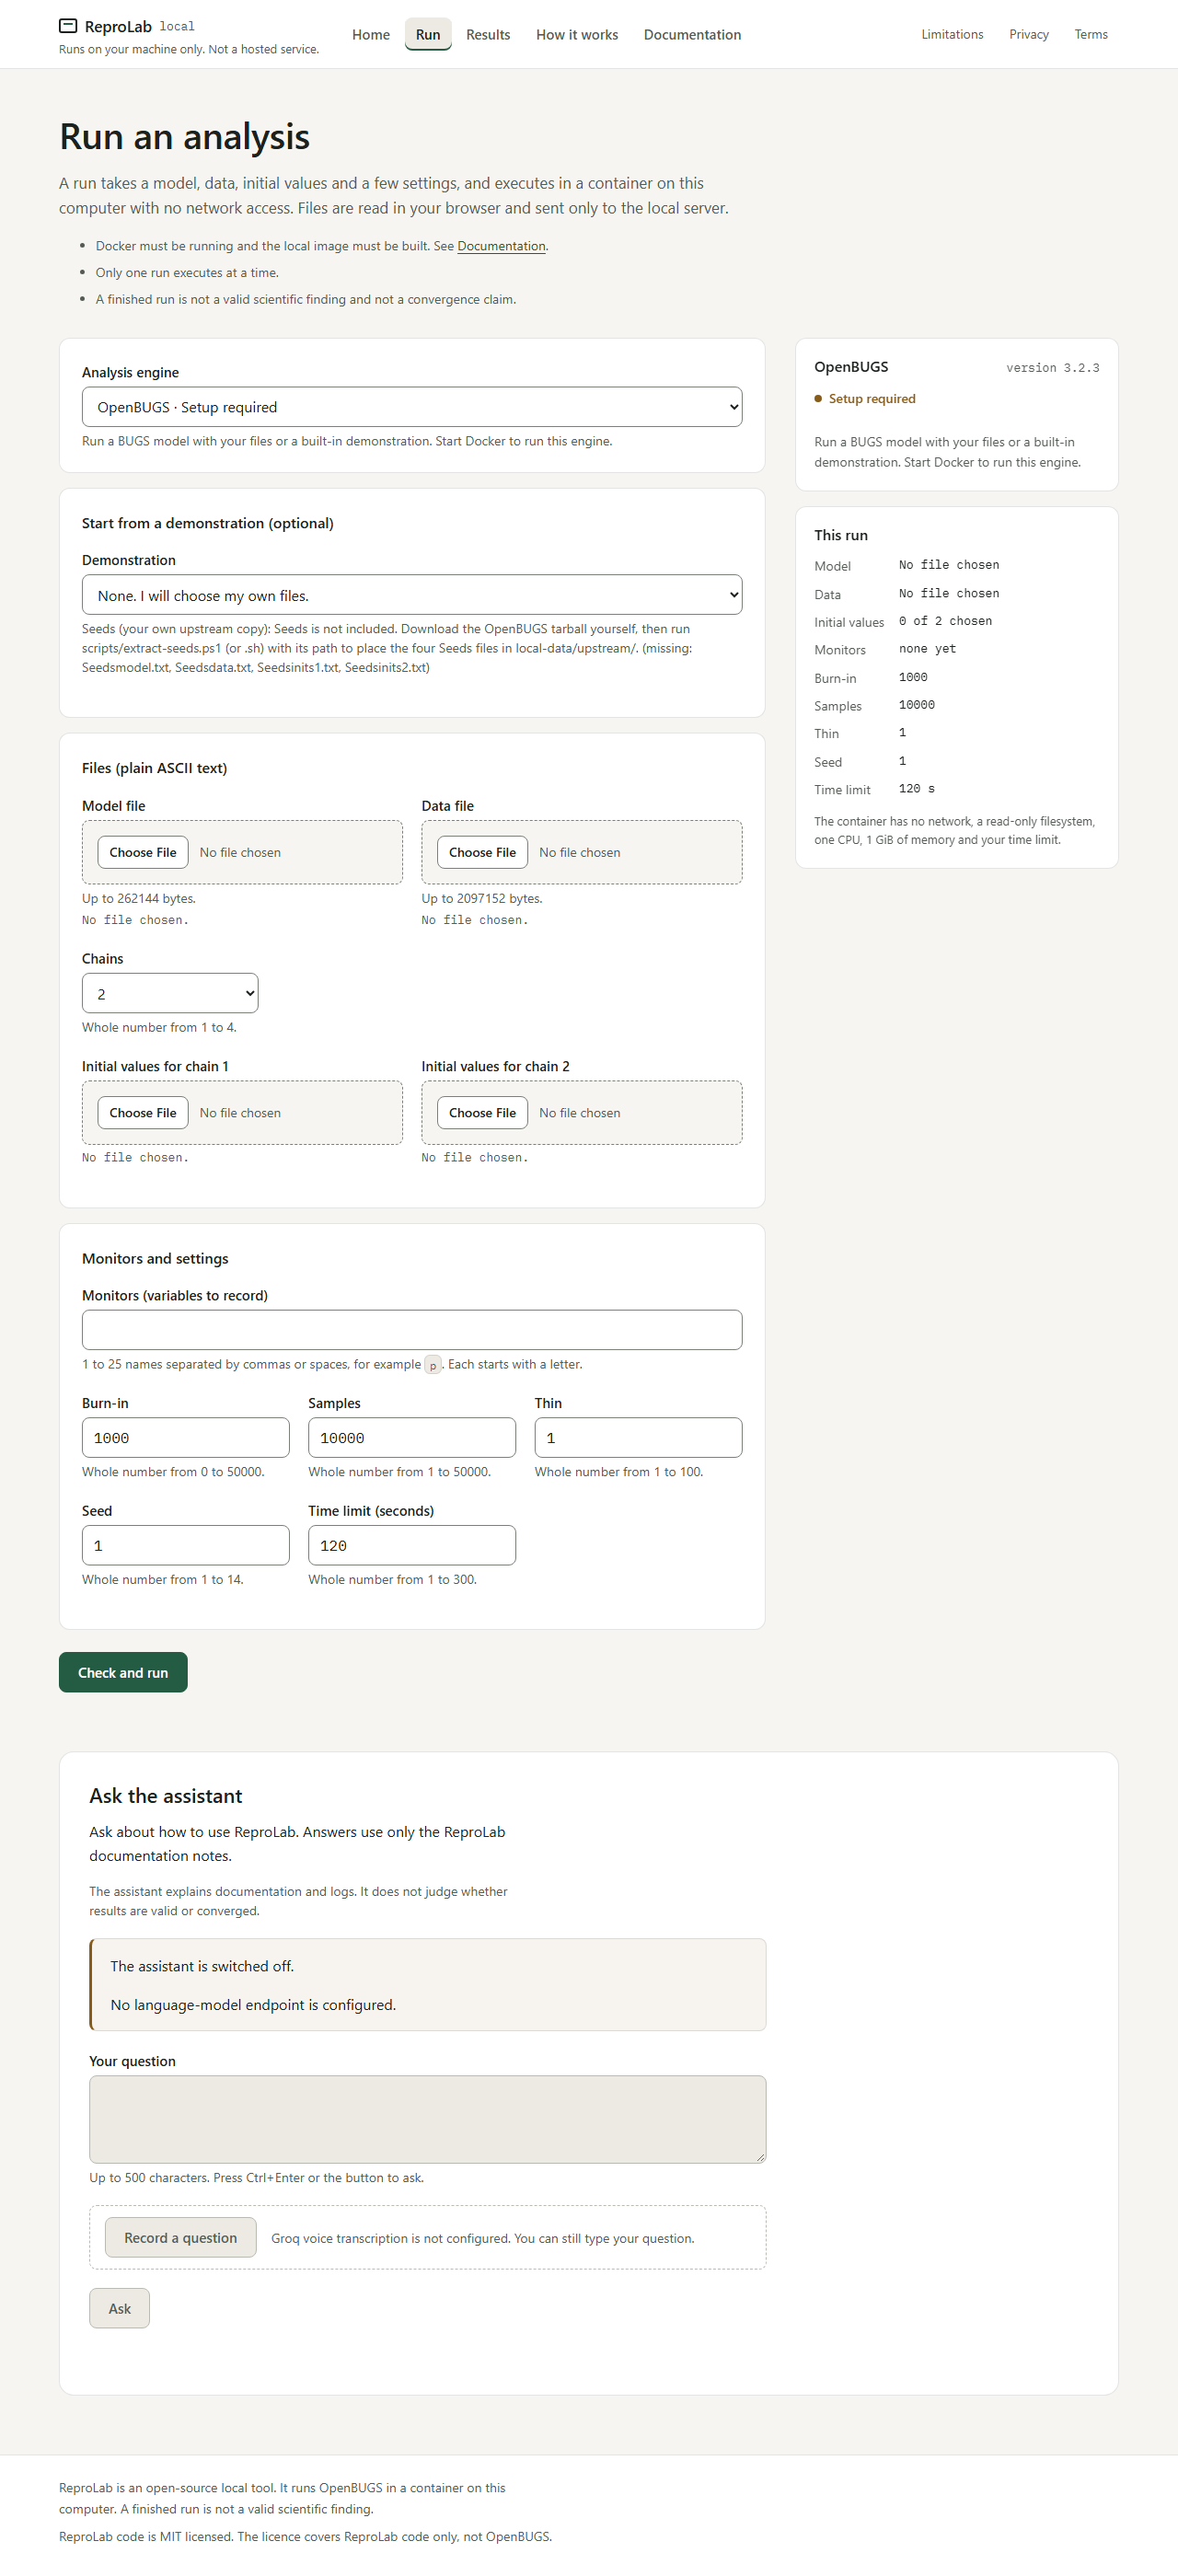 ReproLab local
Runs on your machine only. Not a hosted service.
Home Run Results How it works Documentation
Limitations Privacy Terms
Run an analysis
A run takes a model, data, initial values and a few settings, and executes in a container on this
computer with no network access. Files are read in your browser and sent only to the local server.
Docker must be running and the local image must be built. See Documentation.
Only one run executes at a time.
A finished run is not a valid scientific finding and not a convergence claim.
Analysis engine
OpenBUGS · Setup required
Run a BUGS model with your files or a built-in demonstration. Start Docker to run this engine.
Start from a demonstration (optional)
Demonstration
None. I will choose my own files.
Seeds (your own upstream copy): Seeds is not included. Download the OpenBUGS tarball yourself, then run
scripts/extract-seeds.ps1 (or .sh) with its path to place the four Seeds files in local-data/upstream/. (missing:
Seedsmodel.txt, Seedsdata.txt, Seedsinits1.txt, Seedsinits2.txt)
Files (plain ASCII text)
Model file Data file
Choose File No file chosen Choose File No file chosen
Up to 262144 bytes. Up to 2097152 bytes.
No file chosen. No file chosen.
Chains
2
Whole number from 1 to 4.
Initial values for chain 1 Initial values for chain 2
Choose File No file chosen Choose File No file chosen
No file chosen. No file chosen.
Monitors and settings
Monitors (variables to record)
1 to 25 names separated by commas or spaces, for example p. Each starts with a letter.
Burn-in Samples Thin
1000 10000 1
Whole number from 0 to 50000. Whole number from 1 to 50000. Whole number from 1 to 100.
Seed Time limit (seconds)
1 120
Whole number from 1 to 14. Whole number from 1 to 300.
Check and run
OpenBUGS version 3.2.3
Setup required
Run a BUGS model with your files or a built-in
demonstration. Start Docker to run this engine.
This run
Model No file chosen
Data No file chosen
Initial values 0 of 2 chosen
Monitors none yet
Burn-in 1000
Samples 10000
Thin 1
Seed 1
Time limit 120 s
The container has no network, a read-only filesystem,
one CPU, 1 GiB of memory and your time limit.
Ask the assistant
Ask about how to use ReproLab. Answers use only the ReproLab
documentation notes.
The assistant explains documentation and logs. It does not judge whether
results are valid or converged.
The assistant is switched off.
No language-model endpoint is configured.
Your question
Up to 500 characters. Press Ctrl+Enter or the button to ask.
Record a question Groq voice transcription is not configured. You can still type your question.
Ask
ReproLab is an open-source local tool. It runs OpenBUGS in a container on this
computer. A finished run is not a valid scientific finding.
ReproLab code is MIT licensed. The licence covers ReproLab code only, not OpenBUGS.